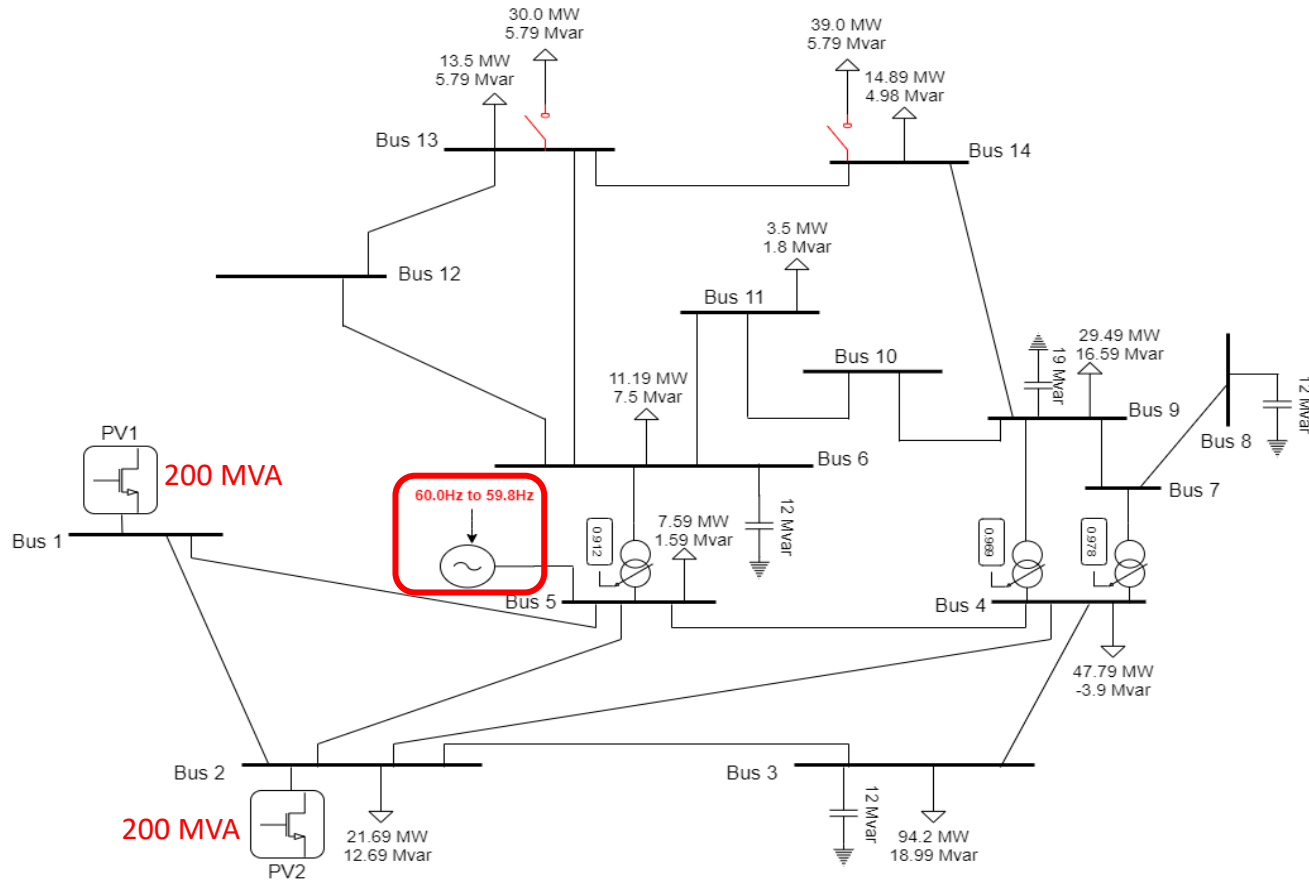 30.0 MW
5.79 Mvar
39.0 MW
5.79 Mvar
13.5 MW
5.79 Mvar
14.89 MW
4.98 Mvar
Bus 13
Bus 14
3.5 MW
1.8 Mvar
Bus 12
Bus 11
29.49 MW
16.59 Mvar
19 Mvar
Bus 10
11.19 MW
7.5 Mvar
12 Mvar
Bus 9
Bus 8
PV1
200 MVA
Bus 6
60.0Hz to 59.8Hz
Bus 7
12 Mvar
7.59 MW
1.59 Mvar
Bus 1
0.912
0.969
0.978
Bus 5
Bus 4
47.79 MW
-3.9 Mvar
Bus 2
Bus 3
12 Mvar
200 MVA
21.69 MW
12.69 Mvar
94.2 MW
18.99 Mvar
PV2